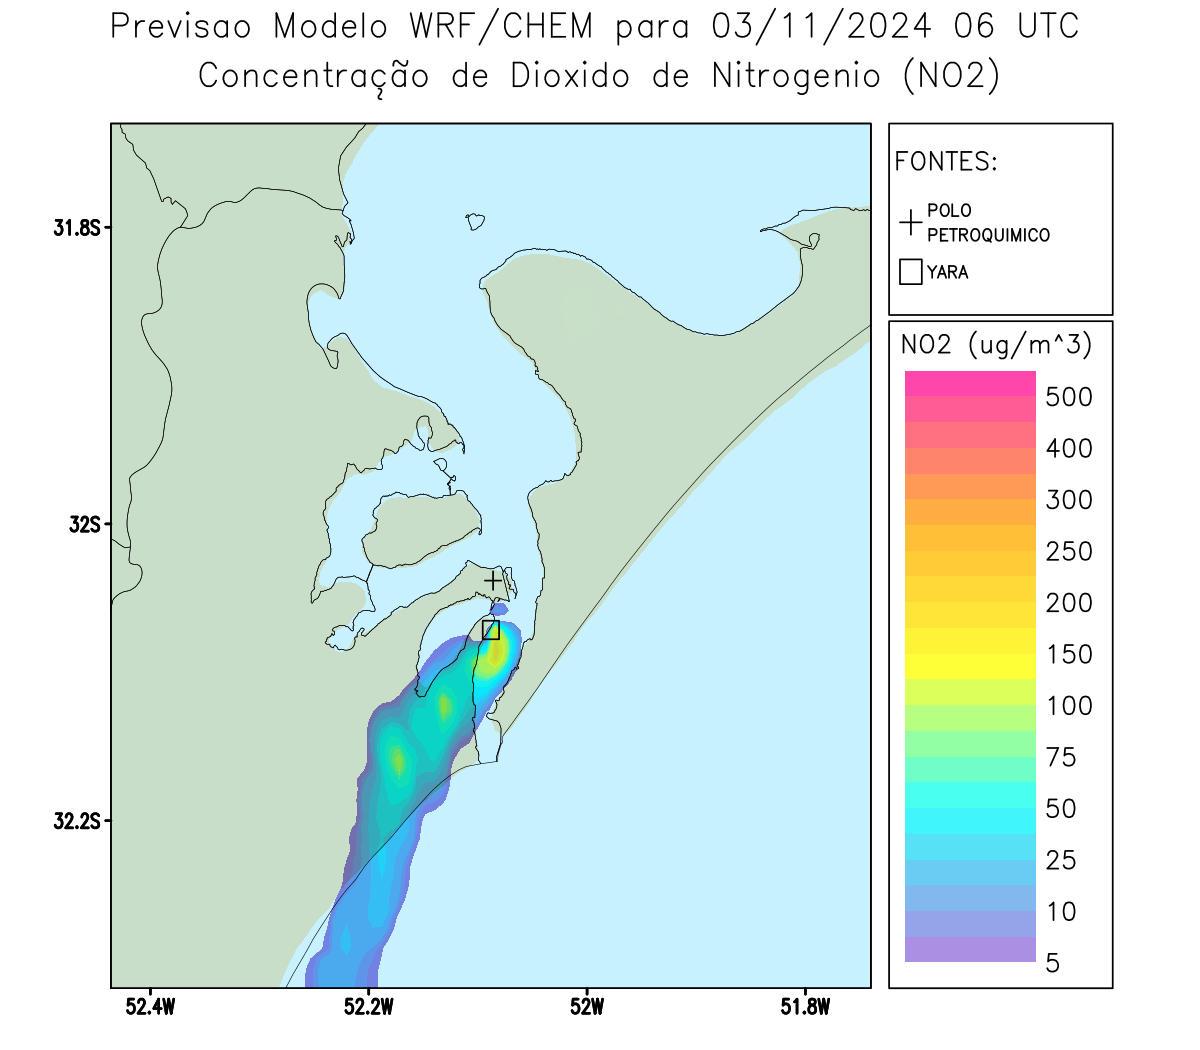 Previsao Modelo WRF/CHEM para 03/11/2024 06 UTC
Concentração de Dioxido de Nitrogenio (NO2)
FONTES:
POLO
PETROQUIMICO
YARA
NO2 (ug/m^3)
500
400
300
250
200
150
100
75
50
25
10
5
31.8S
32S
32.2S
52.4W
52.2W
52W
51.8W